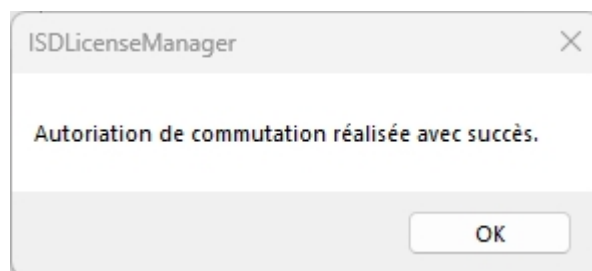 ISDLicenseManager
Autoriation de commutation réalisée avec succès.
OK